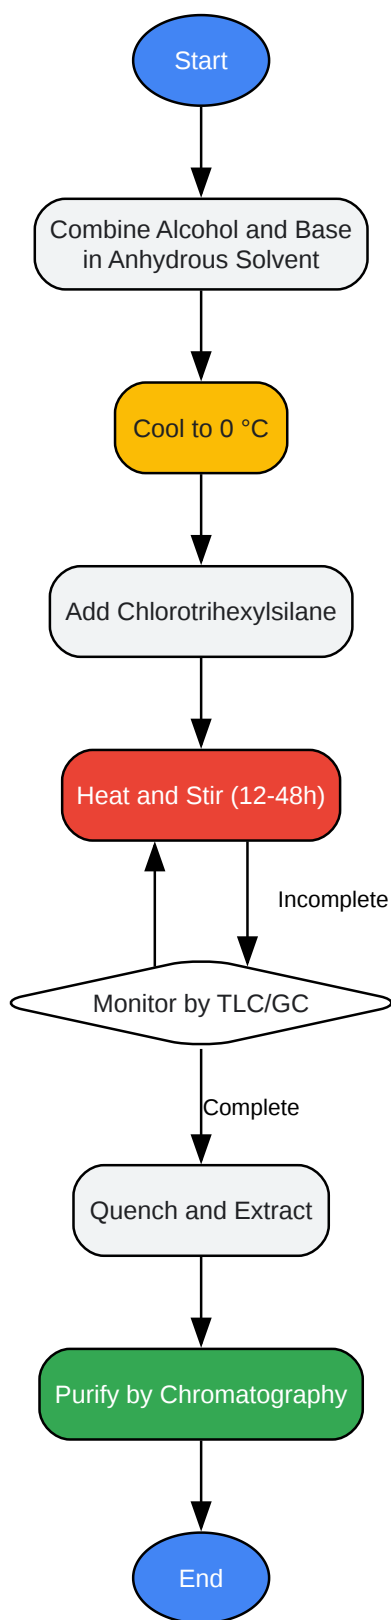 Start
Combine Alcohol and Base
in Anhydrous Solvent
Cool to 0 °C
Add Chlorotrihexylsilane
Heat and Stir (12-48h)
Incomplete
Monitor by TLC/GC
Complete
Quench and Extract
Purify by Chromatography
End